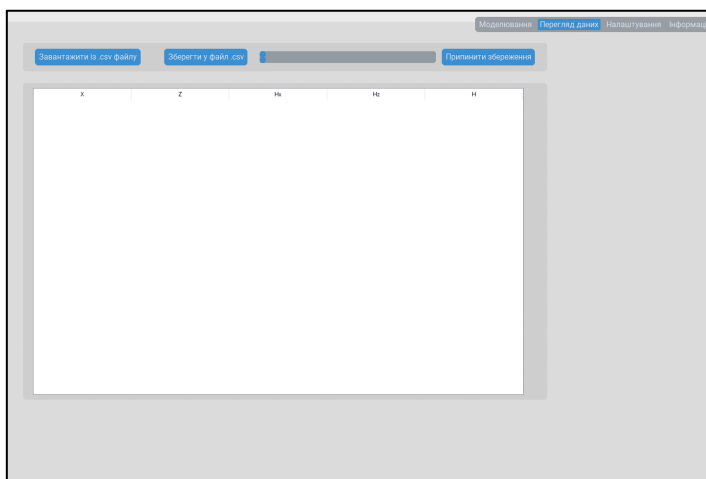 Моделювання Перегляд даних Налаштування
Завантажити із .csv файлу Зберегти у файл .csv Припинити збереження
X Z Hx Hz H